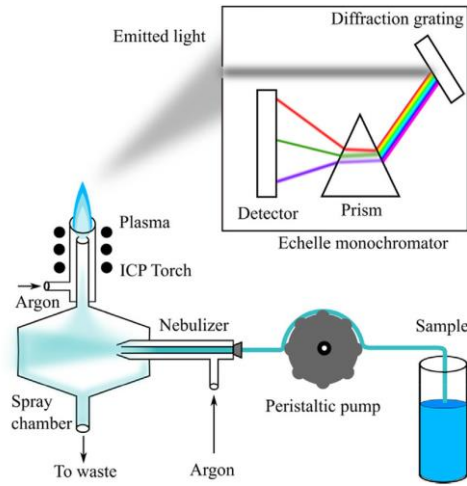 Diffraction grating
Emitted light
Detector
Prism
Echelle monochromator
Plasma
ICP Torch
Argon
Nebulizer
Sample
Spray
chamber
Peristaltic pump
To waste
Argon